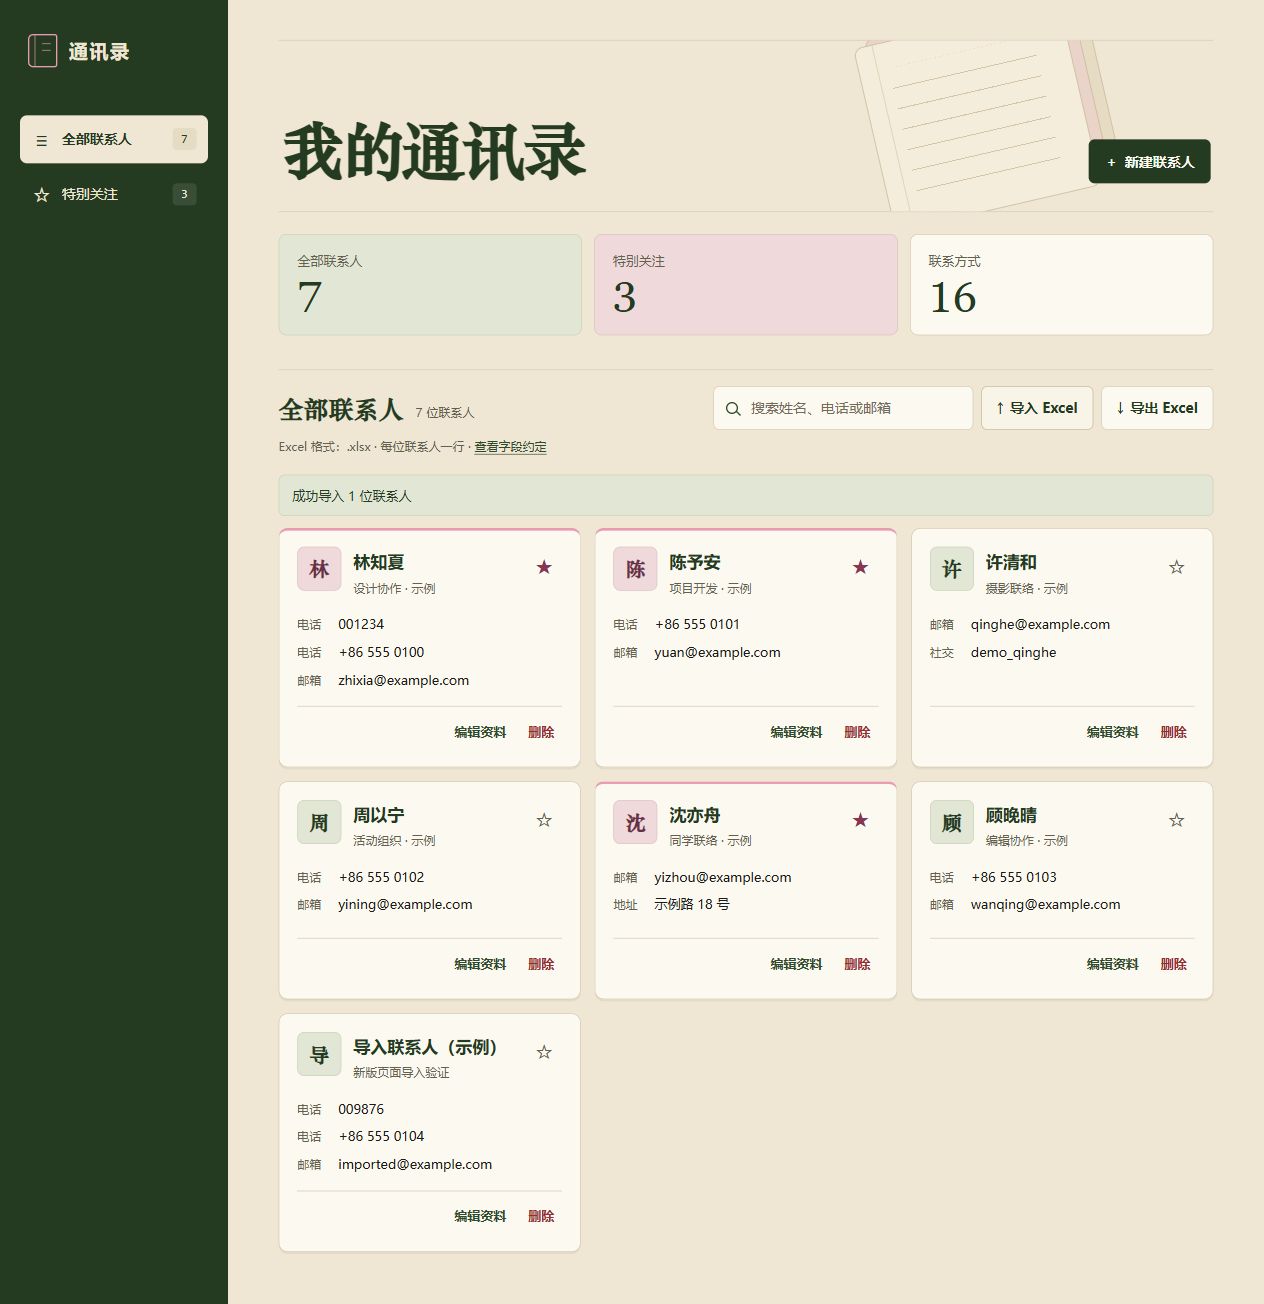 通讯录
全部联系人 7
特别关注 3
我的通讯录
+ 新建联系人
全部联系人
7
特别关注
3
联系方式
16
全部联系人 7 位联系人
搜索姓名、电话或邮箱
↑ 导入 Excel
↓ 导出 Excel
Excel 格式：.xlsx · 每位联系人一行 · 查看字段约定
成功导入 1 位联系人
林
林知夏
设计协作 · 示例
电话 001234
电话 +86 555 0100
邮箱 zhixia@example.com
编辑资料 删除
陈
陈予安
项目开发 · 示例
电话 +86 555 0101
邮箱 yuan@example.com
编辑资料 删除
许
许清和
摄影联络 · 示例
邮箱 qinghe@example.com
社交 demo_qinghe
编辑资料 删除
周
周以宁
活动组织 · 示例
电话 +86 555 0102
邮箱 yining@example.com
编辑资料 删除
沈
沈亦舟
同学联络 · 示例
邮箱 yizhou@example.com
地址 示例路 18 号
编辑资料 删除
顾
顾晚晴
编辑协作 · 示例
电话 +86 555 0103
邮箱 wanqing@example.com
编辑资料 删除
导
导入联系人（示例）
新版页面导入验证
电话 009876
电话 +86 555 0104
邮箱 imported@example.com
编辑资料 删除